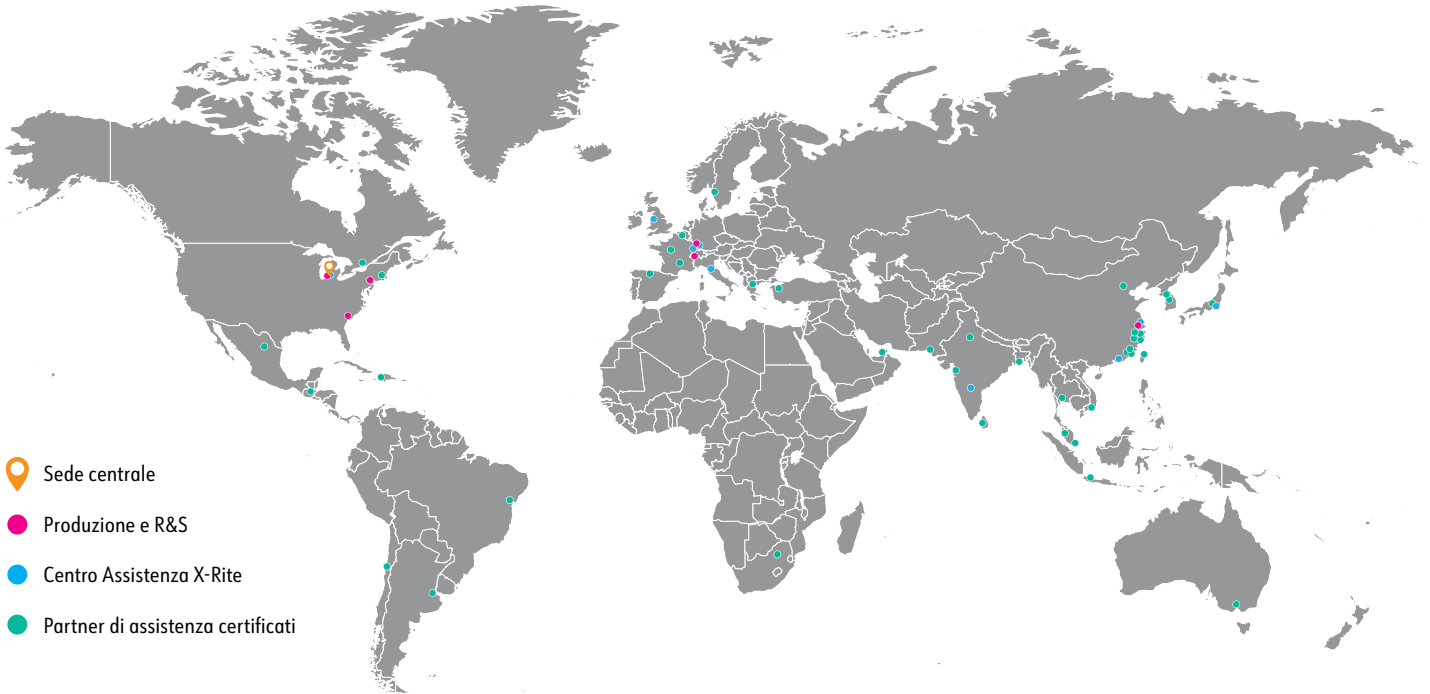 Sede centrale
Produzione e R&S
Centro Assistenza X-Rite
Partner di assistenza certificati